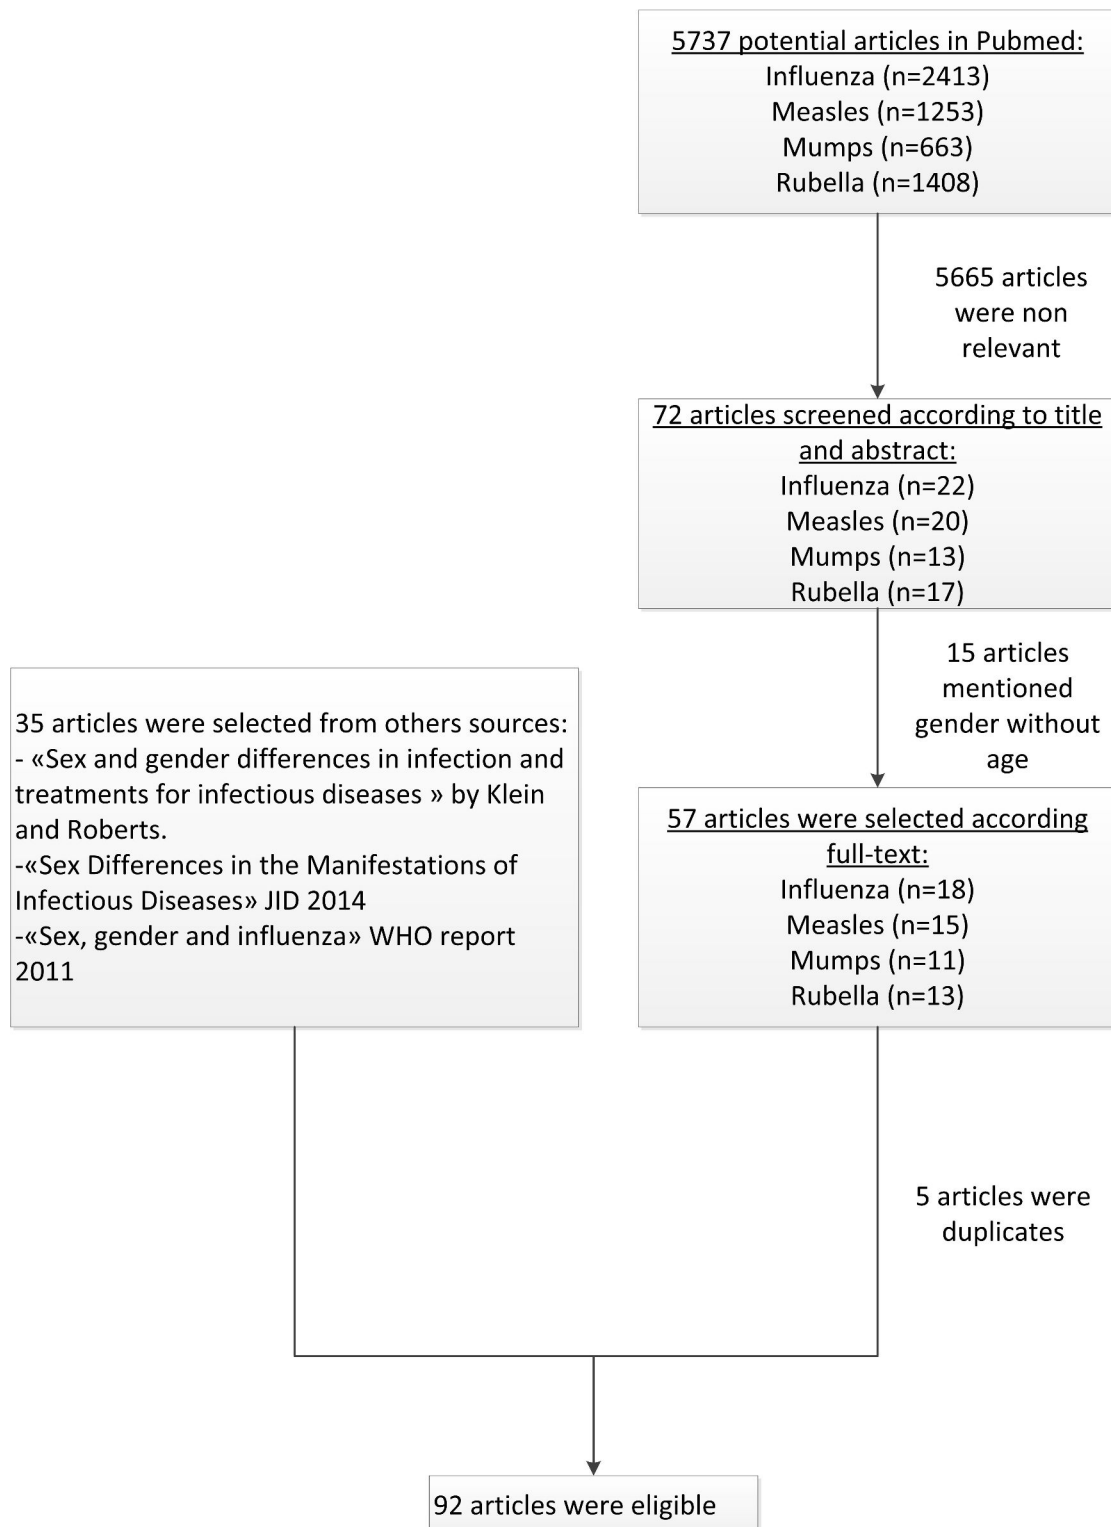 5737 potential articles in Pubmed:
Influenza (n=2413)
Measles (n=1253)
Mumps (n=663)
Rubella (n=1408)
5665 articles
were non
relevant
72 articles screened according to title
and abstract:
Influenza (n=22)
Measles (n=20)
Mumps (n=13)
Rubella (n=17)
15 articles
mentioned
gender without
age
35 articles were selected from others sources:
- «Sex and gender differences in infection and
treatments for infectious diseases » by Klein
and Roberts.
-«Sex Differences in the Manifestations of
Infectious Diseases» JID 2014
-«Sex, gender and influenza» WHO report
2011
57 articles were selected according
full-text:
Influenza (n=18)
Measles (n=15)
Mumps (n=11)
Rubella (n=13)
5 articles were
duplicates
92 articles were eligible